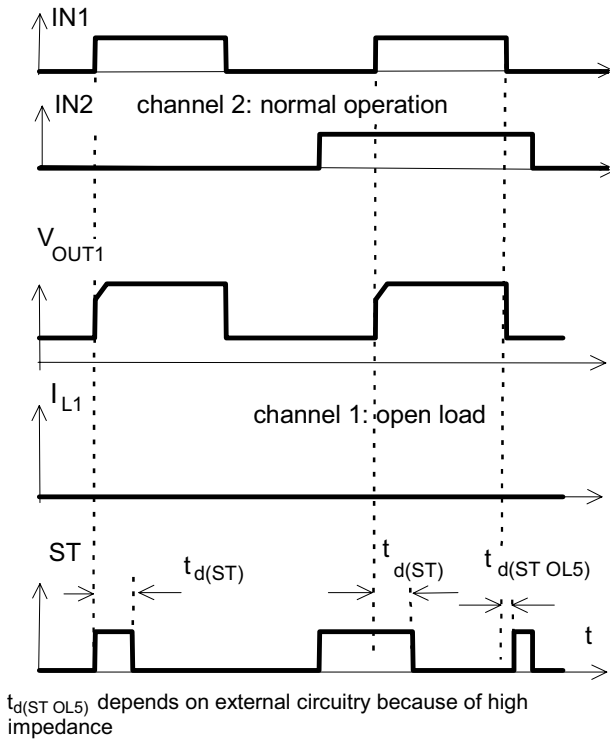 IN1
IN2
channel 2: normal operation
V OUT1
I L1
channel 1: open load
ST
t d(ST)
t d(ST)
t d(ST OL5)
t
t d(ST OL5) depends on external circuitry because of high
impedance